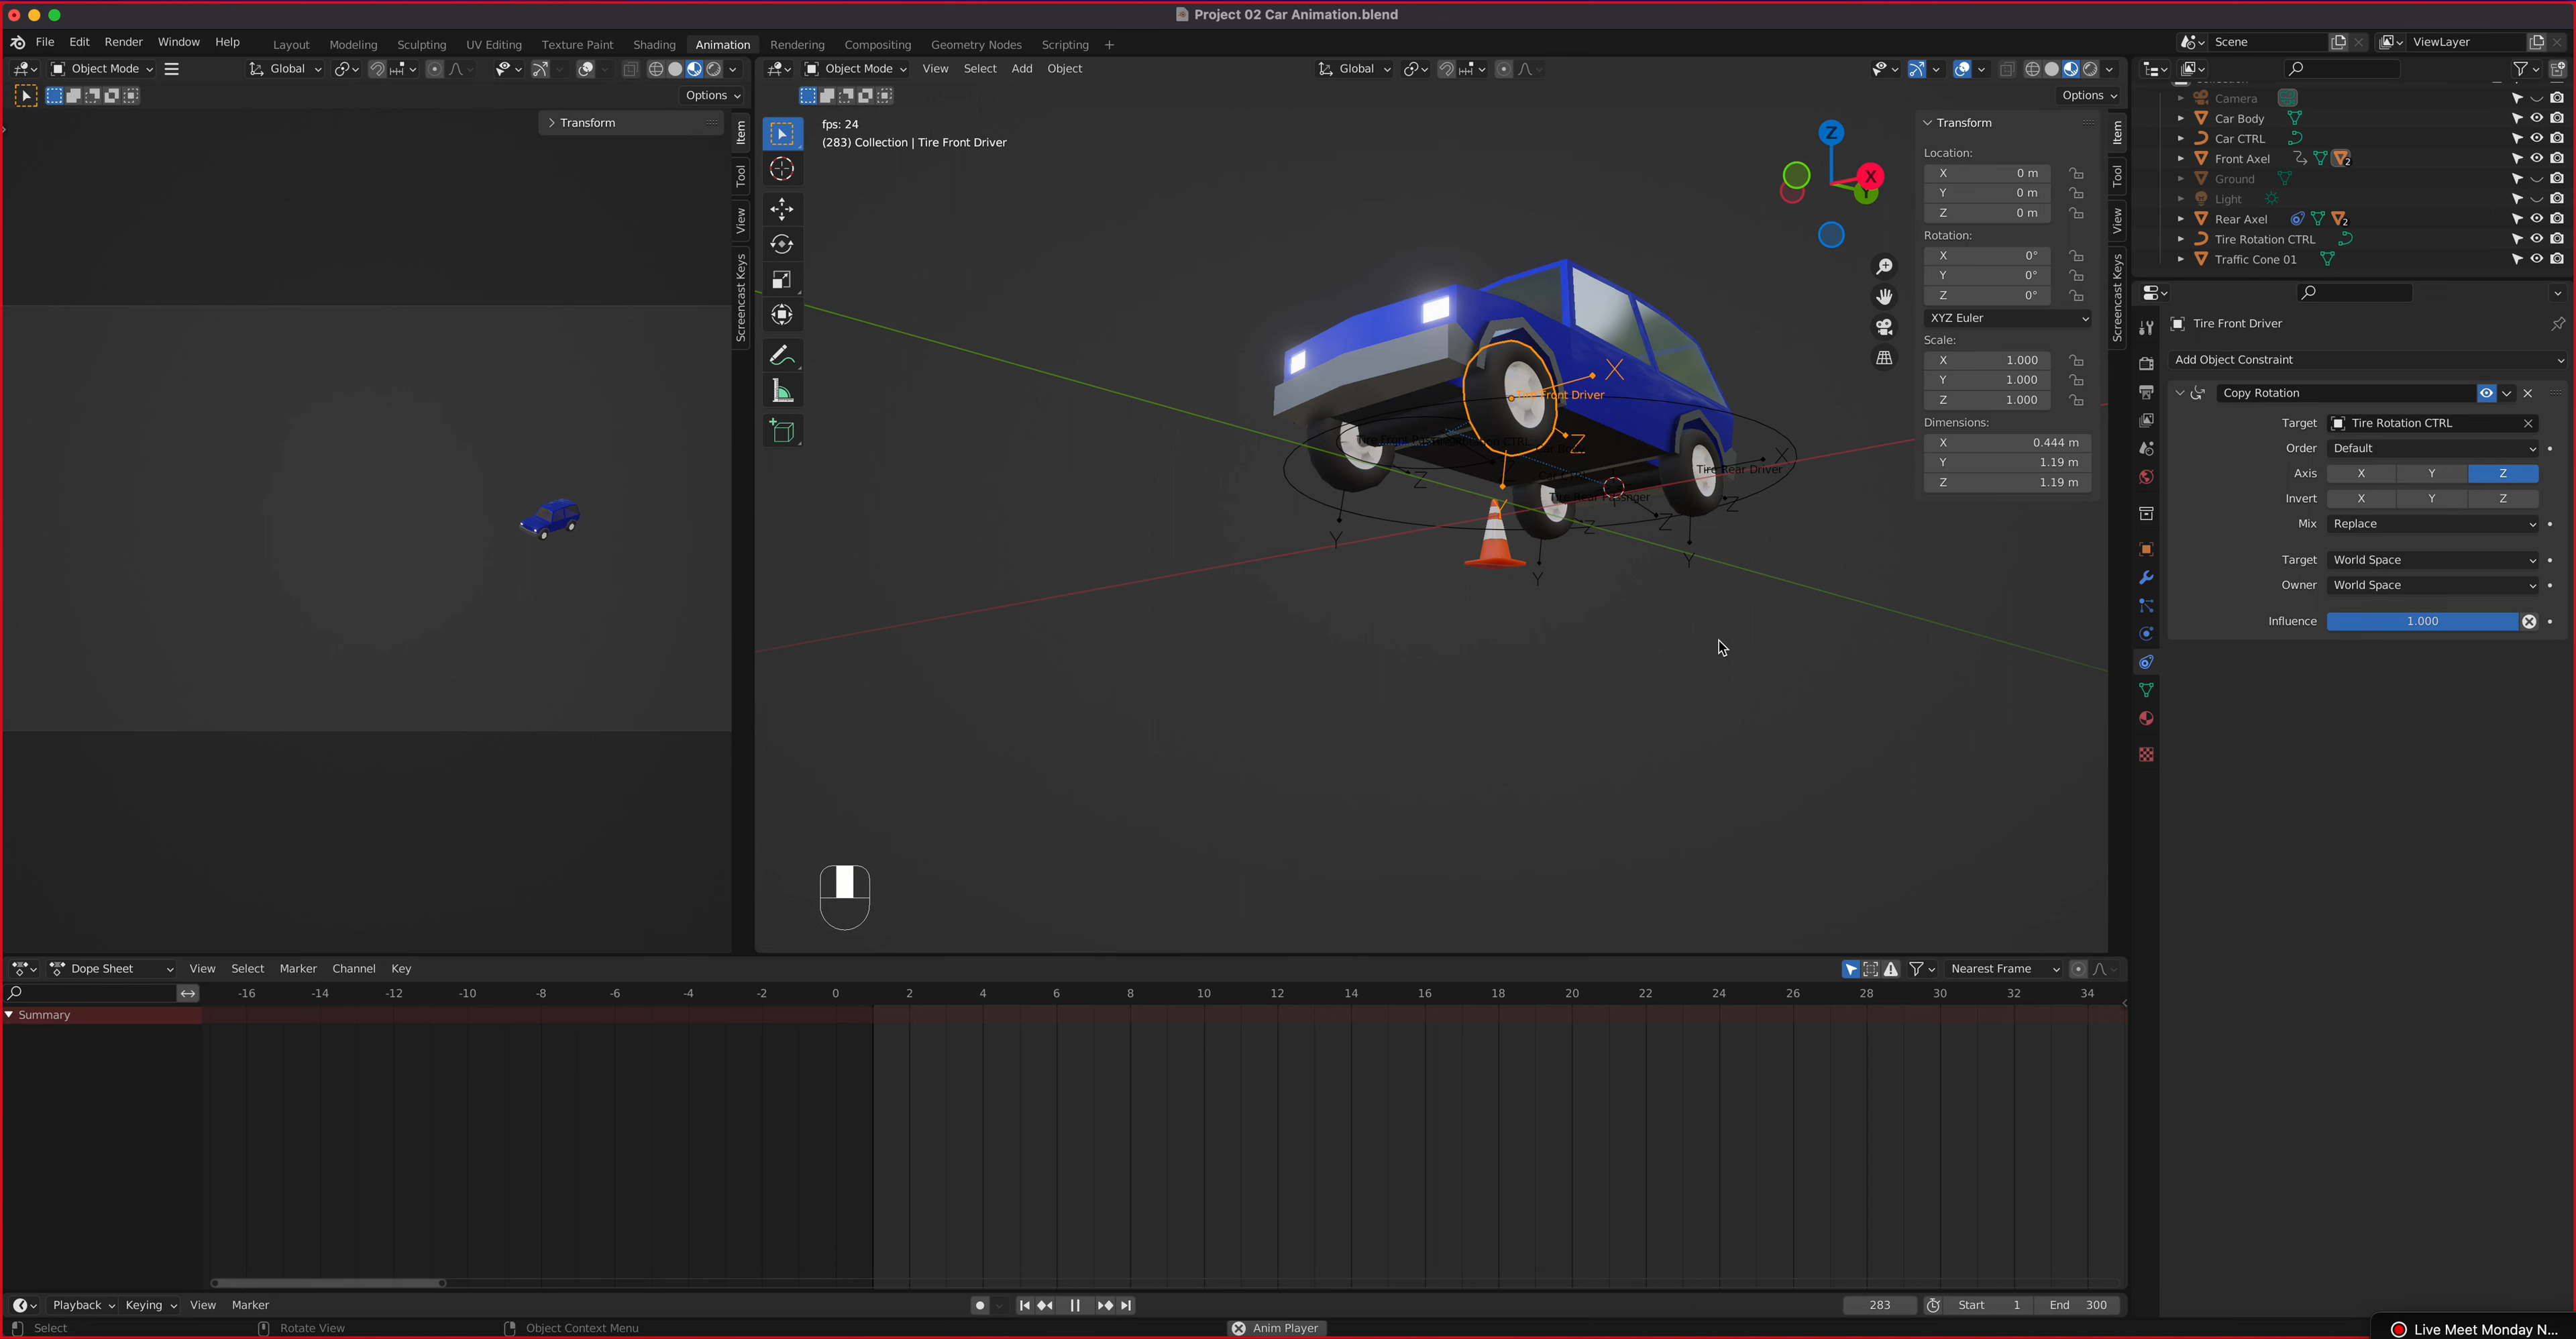 Project 02 Car Animation.blend
File Edit Render Window Help
Layout Modeling Sculpting UV Editing Texture Paint Shading Animation Rendering Compositing Geometry Nodes Scripting +
Scene
ViewLayer
Object Mode
Global
Options
Transform
Item
Tool
View
Screencast Keys
Object Mode View Select Add Object
Global
Options
fps: 24
(283) Collection | Tire Front Driver
Z
X
Y
Tire Front Driver
X
Z
Y
Tire Rear Driver
X
Z
Z
Z
Z
Y
Y
Y
Transform
Location:
X 0 m
Y 0 m
Z 0 m
Rotation:
X 0°
Y 0°
Z 0°
XYZ Euler
Scale:
X 1.000
Y 1.000
Z 1.000
Dimensions:
X 0.444 m
Y 1.19 m
Z 1.19 m
Item
Tool
View
Screencast Keys
Camera
Car Body
Car CTRL
Front Axel 2
Ground
Light
Rear Axel 2
Tire Rotation CTRL
Traffic Cone 01
Tire Front Driver
Add Object Constraint
Copy Rotation
Target Tire Rotation CTRL
Order Default
Axis X Y Z
Invert X Y Z
Mix Replace
Target World Space
Owner World Space
Influence 1.000
Dope Sheet View Select Marker Channel Key
Nearest Frame
-16 -14 -12 -10 -8 -6 -4 -2 0 2 4 6 8 10 12 14 16 18 20 22 24 26 28 30 32 34
Summary
Playback Keying View Marker
283 Start 1 End 300
Select Rotate View Object Context Menu
Anim Player
Live Meet Monday N...